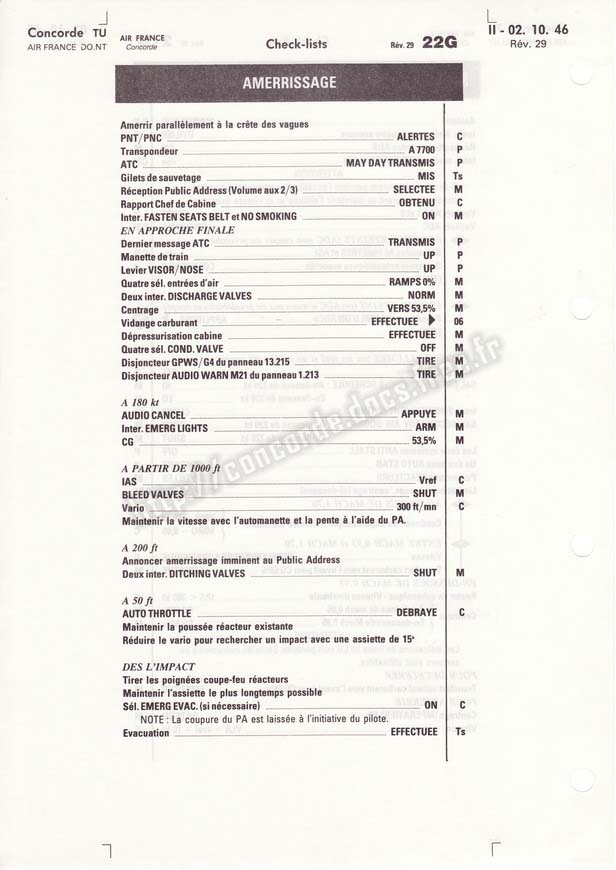 Concorde TU
AIR FRANCE DO.NT
AIR FRANCE
Concorde
Check-lists
Rév. 29 22G
II - 02. 10. 46
Rév. 29
AMERRISSAGE
Amerrir parallèlement à la crête des vagues
PNT/PNC ALERTES C
Transpondeur A 7700 P
ATC MAY DAY TRANSMIS P
Gilets de sauvetage MIS Ts
Réception Public Address (Volume aux 2/3) SELECTEE M
Rapport Chef de Cabine OBTENU C
Inter. FASTEN SEATS BELT et NO SMOKING ON M
EN APPROCHE FINALE
Dernier message ATC TRANSMIS P
Manette de train UP P
Levier VISOR/NOSE UP P
Quatre sél. entrées d'air RAMPS 0% M
Deux inter. DISCHARGE VALVES NORM M
Centrage VERS 53,5% M
Vidange carburant EFFECTUEE ▶ 06
Dépressurisation cabine EFFECTUEE M
Quatre sél. COND. VALVE OFF M
Disjoncteur GPWS/G4 du panneau 13.215 TIRE M
Disjoncteur AUDIO WARN M21 du panneau 1.213 TIRE M
A 180 kt
AUDIO CANCEL APPUYE M
Inter. EMERG LIGHTS ARM M
CG 53,5% M
A PARTIR DE 1000 ft
IAS Vref C
BLEED VALVES SHUT M
Vario 300 ft/mn C
Maintenir la vitesse avec l'automanette et la pente à l'aide du PA.
A 200 ft
Annoncer amerrissage imminent au Public Address
Deux inter. DITCHING VALVES SHUT M
A 50 ft
AUTO THROTTLE DEBRAYE C
Maintenir la poussée réacteur existante
Réduire le vario pour rechercher un impact avec une assiette de 15°
DES L'IMPACT
Tirer les poignées coupe-feu réacteurs
Maintenir l'assiette le plus longtemps possible
Sél. EMERG EVAC. (si nécessaire) ON C
NOTE : La coupure du PA est laissée à l'initiative du pilote.
Evacuation EFFECTUEE Ts
http://concorde.docs.free.fr